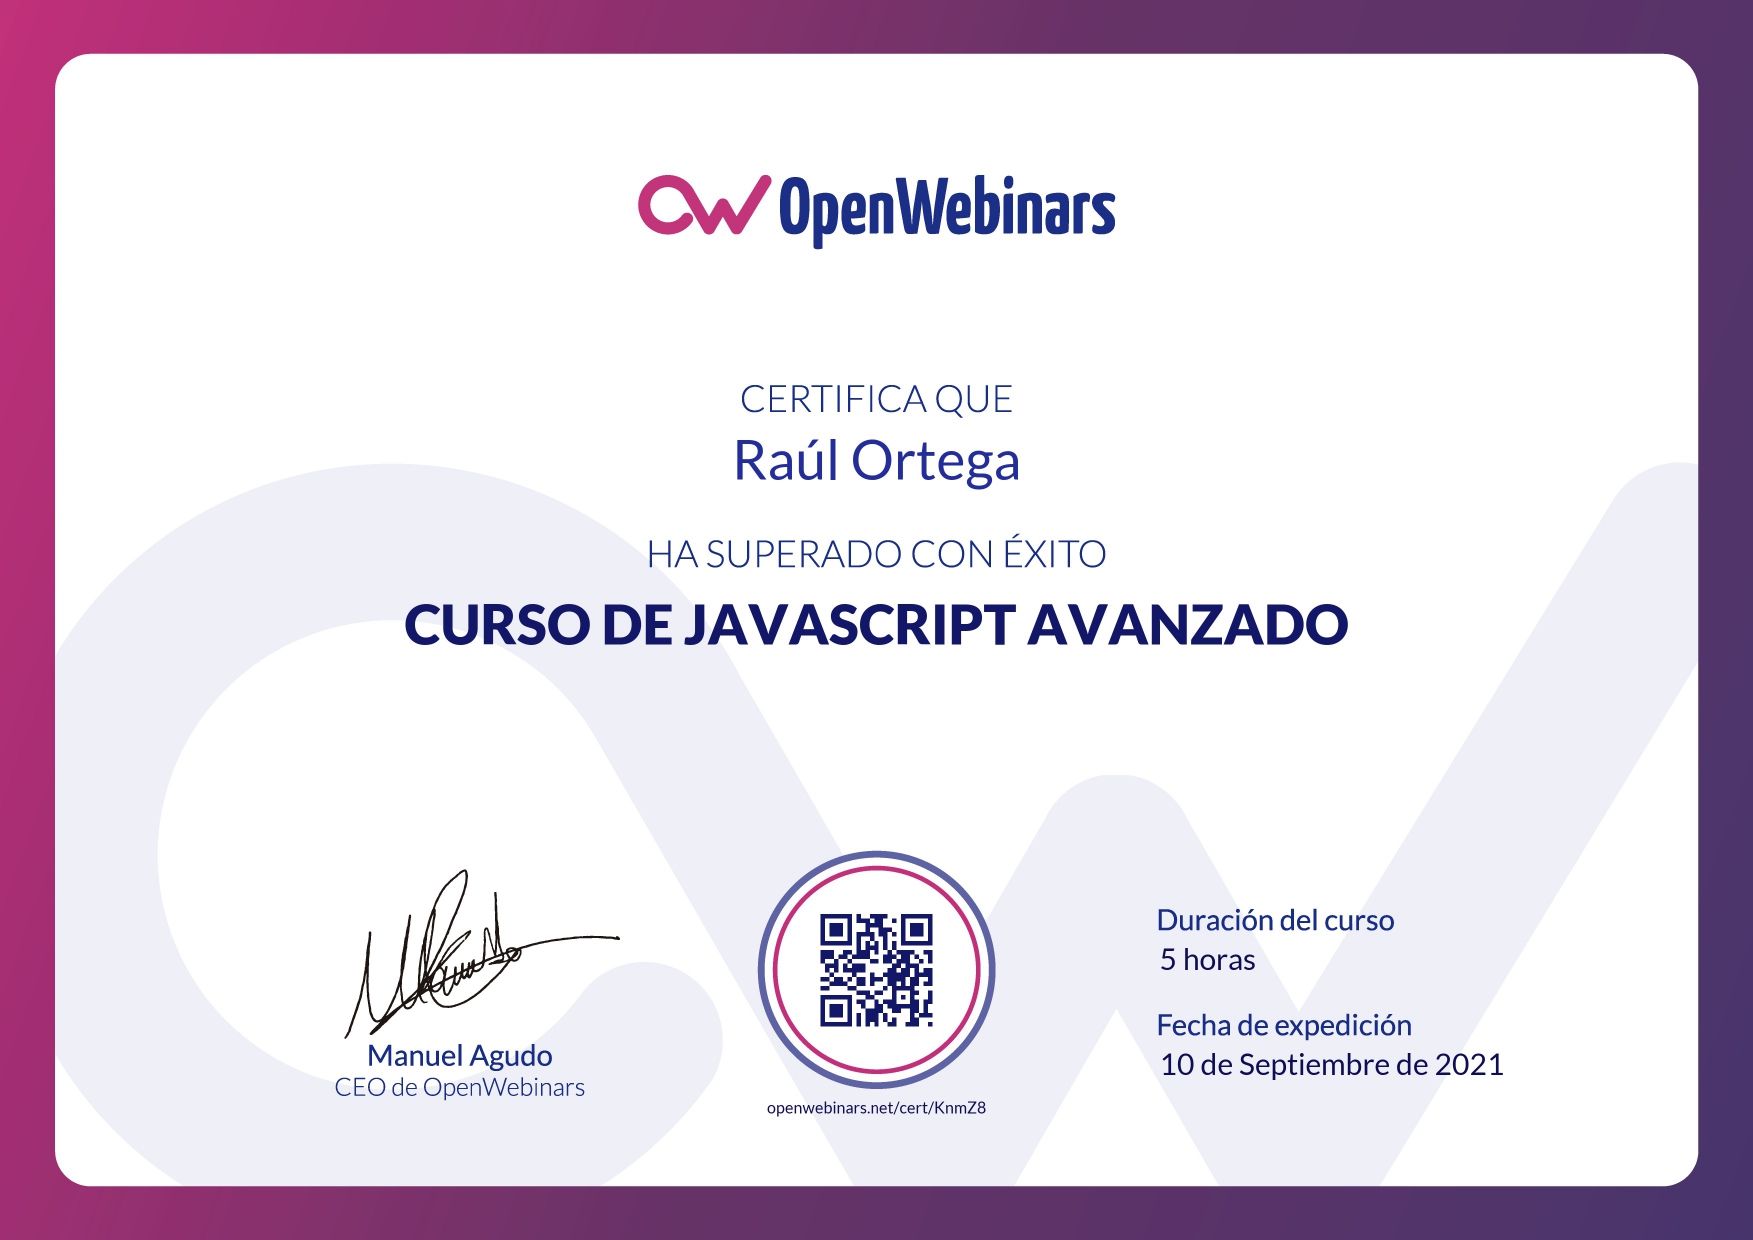 OpenWebinars
CERTIFICA QUE
Raúl Ortega
HA SUPERADO CON ÉXITO
CURSO DE JAVASCRIPT AVANZADO
Manuel Agudo
CEO de OpenWebinars
openwebinars.net/cert/KnmZ8
Duración del curso
5 horas
Fecha de expedición
10 de Septiembre de 2021